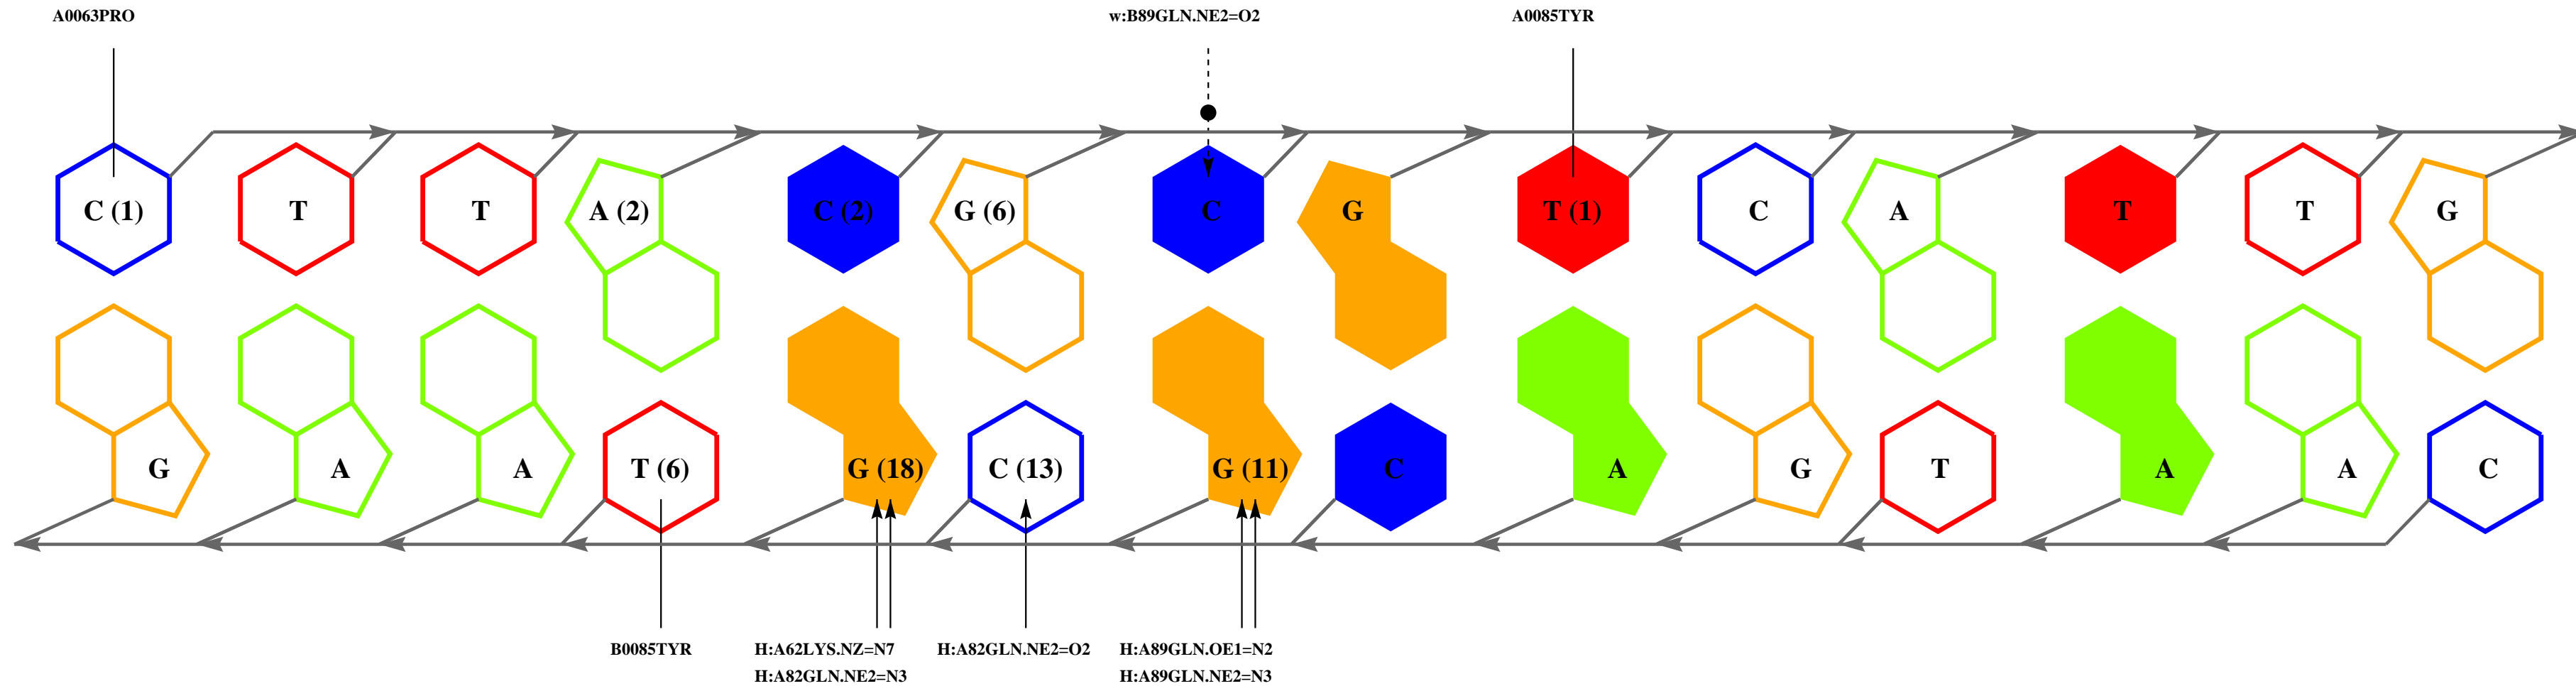 A0063PRO w:B89GLN.NE2=O2 A0085TYR
C (1) T T A (2) C (2) G (6) C G T (1) C A T T G
G A A T (6) G (18) C (13) G (11) C A G T A A C
B0085TYR H:A62LYS.NZ=N7 H:A82GLN.NE2=O2 H:A89GLN.OE1=N2
H:A82GLN.NE2=N3 H:A89GLN.NE2=N3